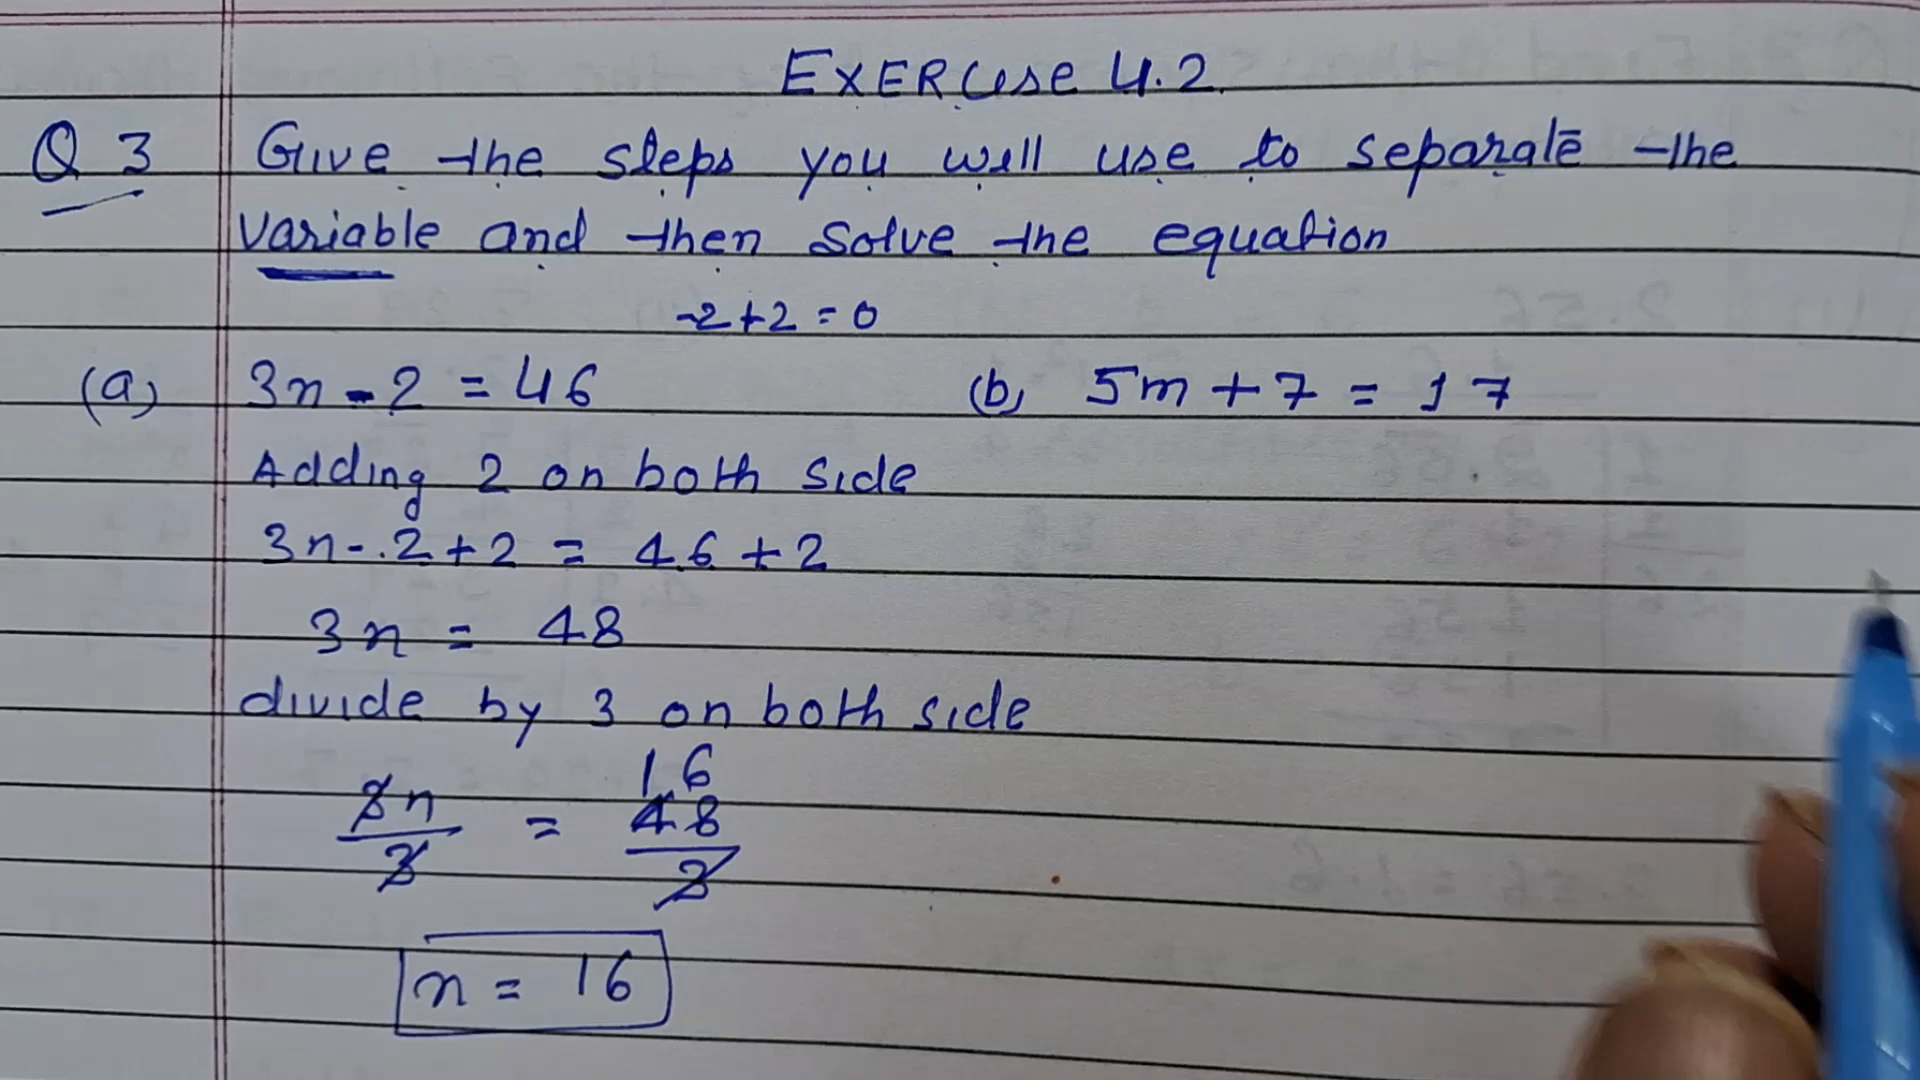 EXERCISE 4.2
Q 3 Give the steps you will use to separate the
variable and then solve the equation
-2+2=0
(a) 3n-2=46
(b) 5m+7=17
Adding 2 on both side
3n-2+2=46+2
3n=48
divide by 3 on both side
16
3n/3=48/3
n=16